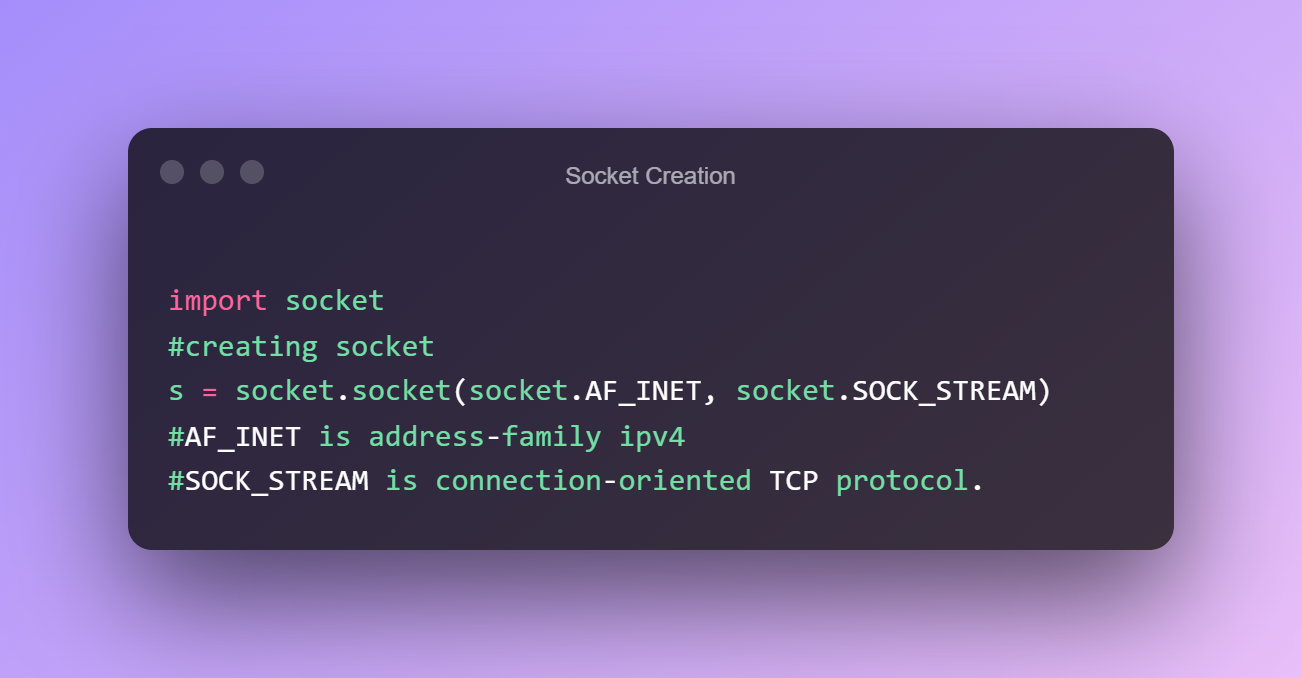 Socket Creation
import socket
#creating socket
s = socket.socket(socket.AF_INET, socket.SOCK_STREAM)
#AF_INET is address-family ipv4
#SOCK_STREAM is connection-oriented TCP protocol.